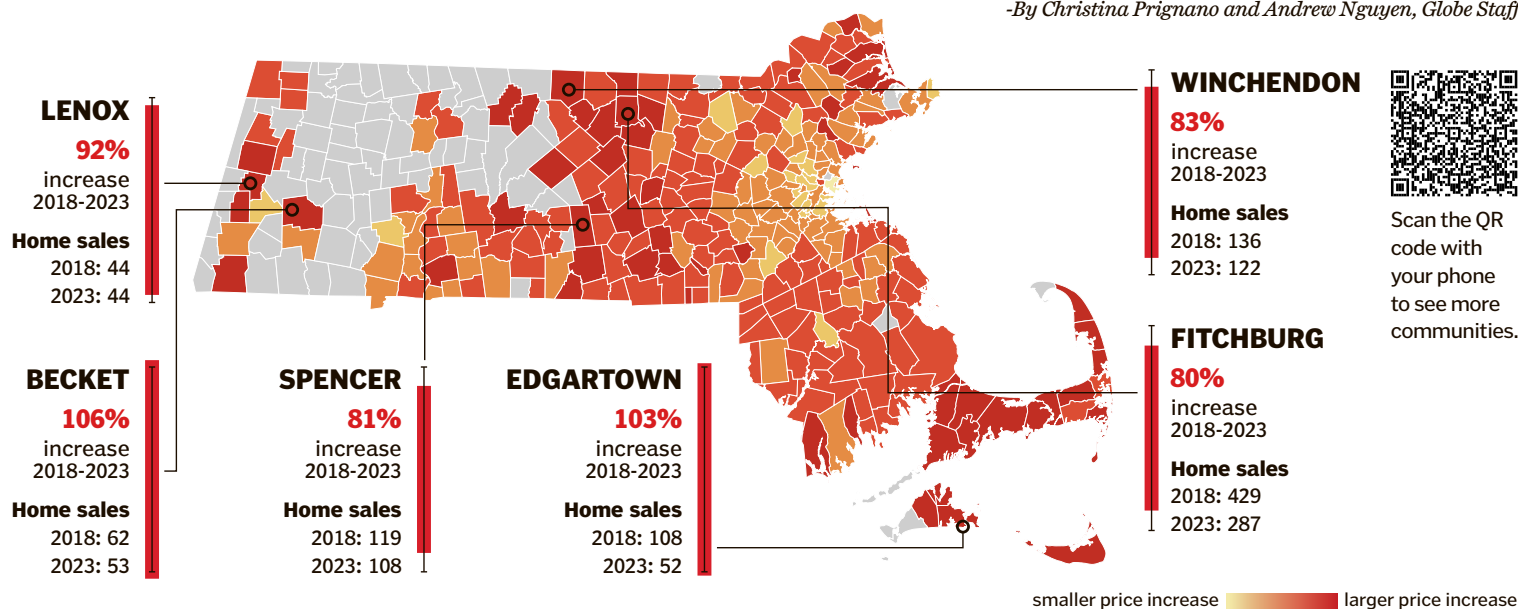 -By Christina Prignano and Andrew Nguyen, Globe Staff
LENOX
92%
increase
2018-2023
Home sales
2018: 44
2023: 44
BECKET
106%
increase
2018-2023
Home sales
2018: 62
2023: 53
SPENCER
81%
increase
2018-2023
Home sales
2018: 119
2023: 108
EDGARTOWN
103%
increase
2018-2023
Home sales
2018: 108
2023: 52
WINCHENDON
83%
increase
2018-2023
Home sales
2018: 136
2023: 122
FITCHBURG
80%
increase
2018-2023
Home sales
2018: 429
2023: 287
Scan the QR
code with
your phone
to see more
communities.
smaller price increase
larger price increase